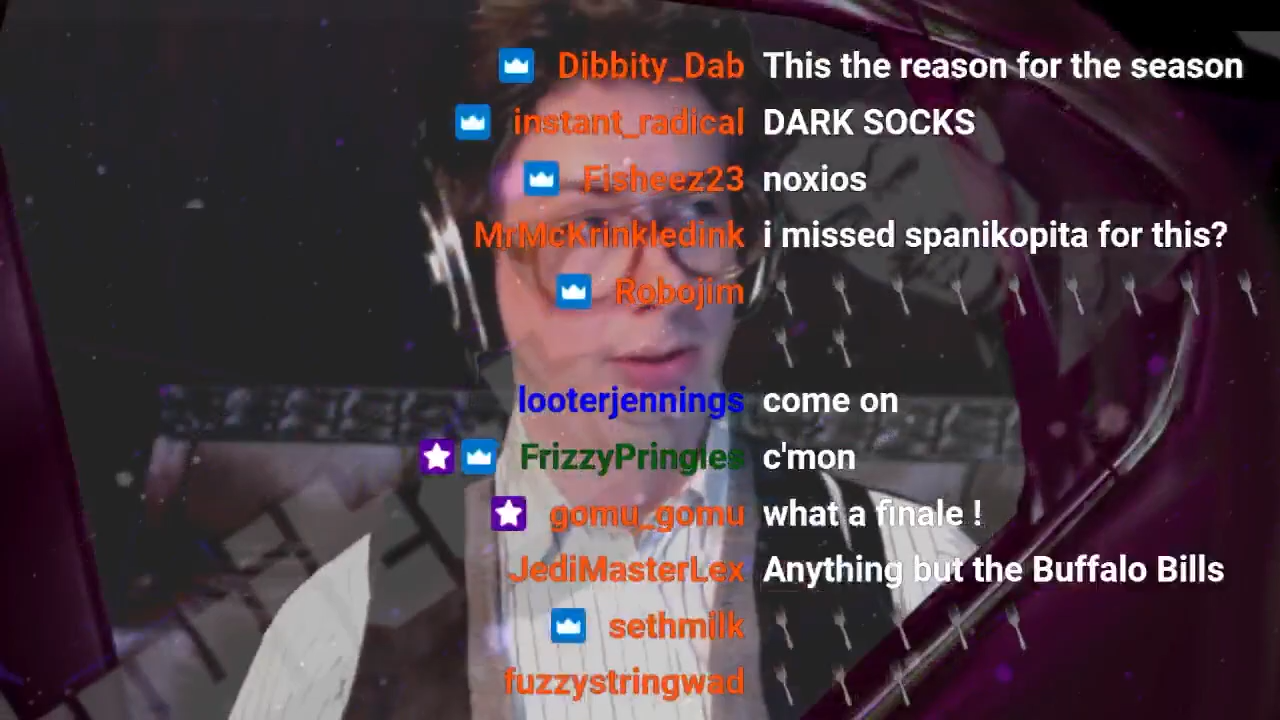 Dibbity_Dab This the reason for the season
instant_radical DARK SOCKS
Fisheez23 noxios
MrMcKrinkledink i missed spanikopita for this?
Robojim
looterjennings come on
FrizzyPringles c'mon
gomu_gomu what a finale !
JediMasterLex Anything but the Buffalo Bills
sethmilk
fuzzystringwad